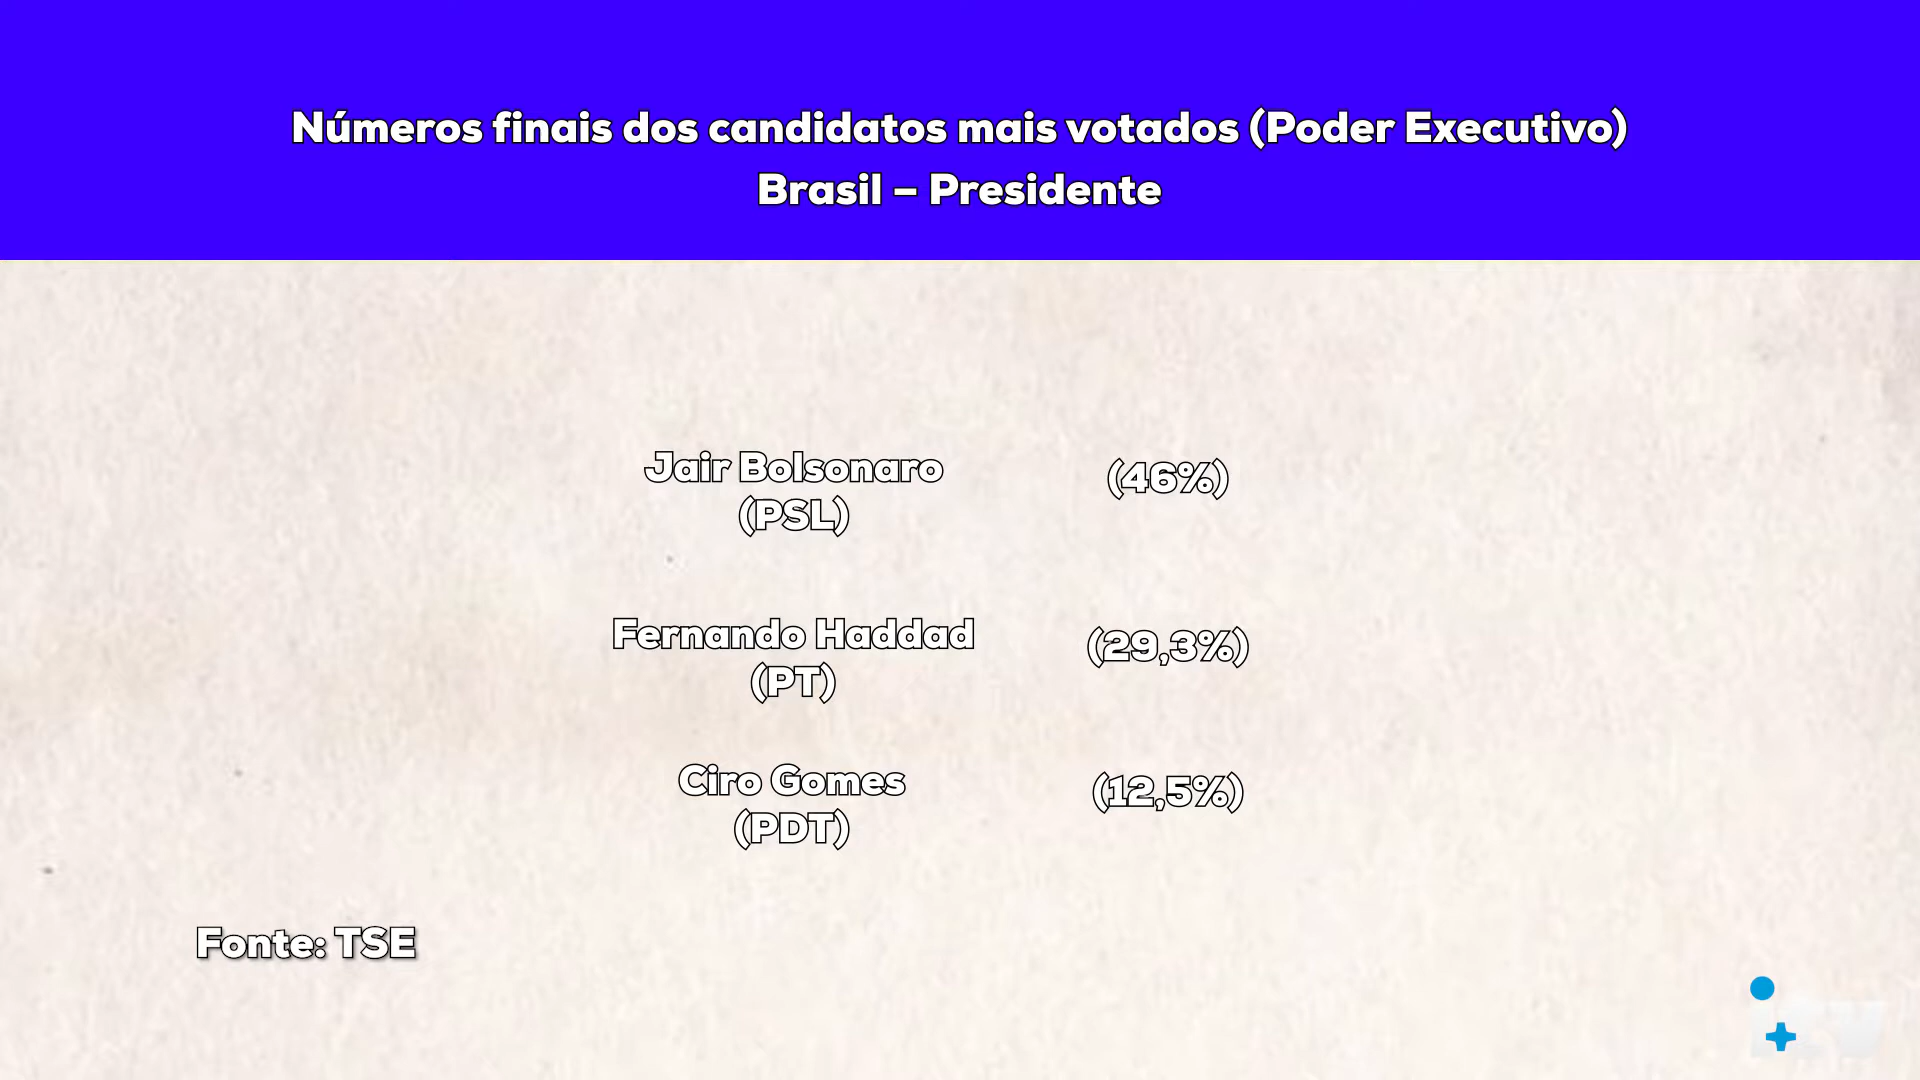 Números finais dos candidatos mais votados (Poder Executivo)
Brasil – Presidente
Jair Bolsonaro
(PSL)
(46%)
Fernando Haddad
(PT)
(29,3%)
Ciro Gomes
(PDT)
(12,5%)
Fonte: TSE